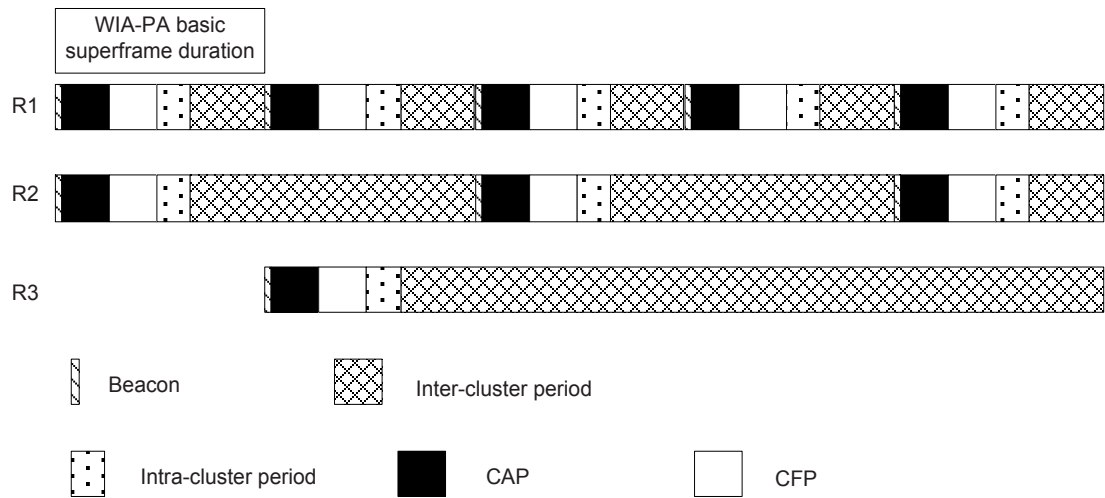 WIA-PA basic
superframe duration
R1
R2
R3
Beacon
Inter-cluster period
Intra-cluster period
CAP
CFP